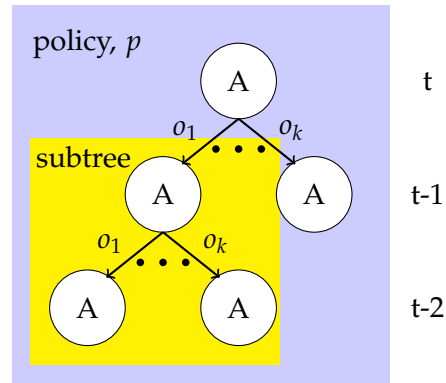 policy, p
A t
o₁ • • • oₖ
subtree
A A t-1
o₁ • • • oₖ
A A t-2